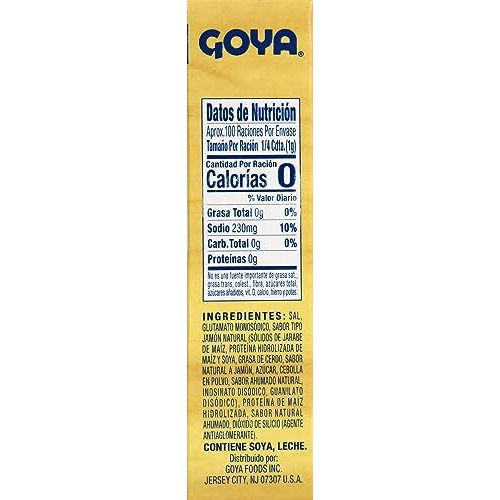 GOYA®
Datos de Nutrición
Aprox.100 Raciones Por Envase
Tamaño Por Ración 1/4 Cdta.(1g)
Cantidad Por Ración
Calorías 0
% Valor Diario
Grasa Total 0g 0%
Sodio 230mg 10%
Carb.Total 0g 0%
Proteínas 0g
No es una fuente importante de grasa sat.,
grasa trans, colest., fibra, azúcares total,
azúcares añadidos, vit. D, calcio, hierro y potas.
INGREDIENTES: SAL,
GLUTAMATO MONOSÓDICO, SABOR TIPO
JAMÓN NATURAL (SÓLIDOS DE JARABE
DE MAÍZ, PROTEÍNA HIDROLIZADA DE
MAÍZ Y SOYA, GRASA DE CERDO, SABOR
NATURAL A JAMÓN, AZÚCAR, CEBOLLA
EN POLVO, SABOR AHUMADO NATURAL,
INOSINATO DISÓDICO, GUANILATO
DISÓDICO), PROTEÍNA DE MAIZ
HIDROLIZADA, SABOR NATURAL
AHUMADO, DIÓXIDO DE SILICIO (AGENTE
ANTIAGLOMERANTE).
CONTIENE SOYA, LECHE.
Distribuido por:
GOYA FOODS INC.
JERSEY CITY, NJ 07307 U.S.A.